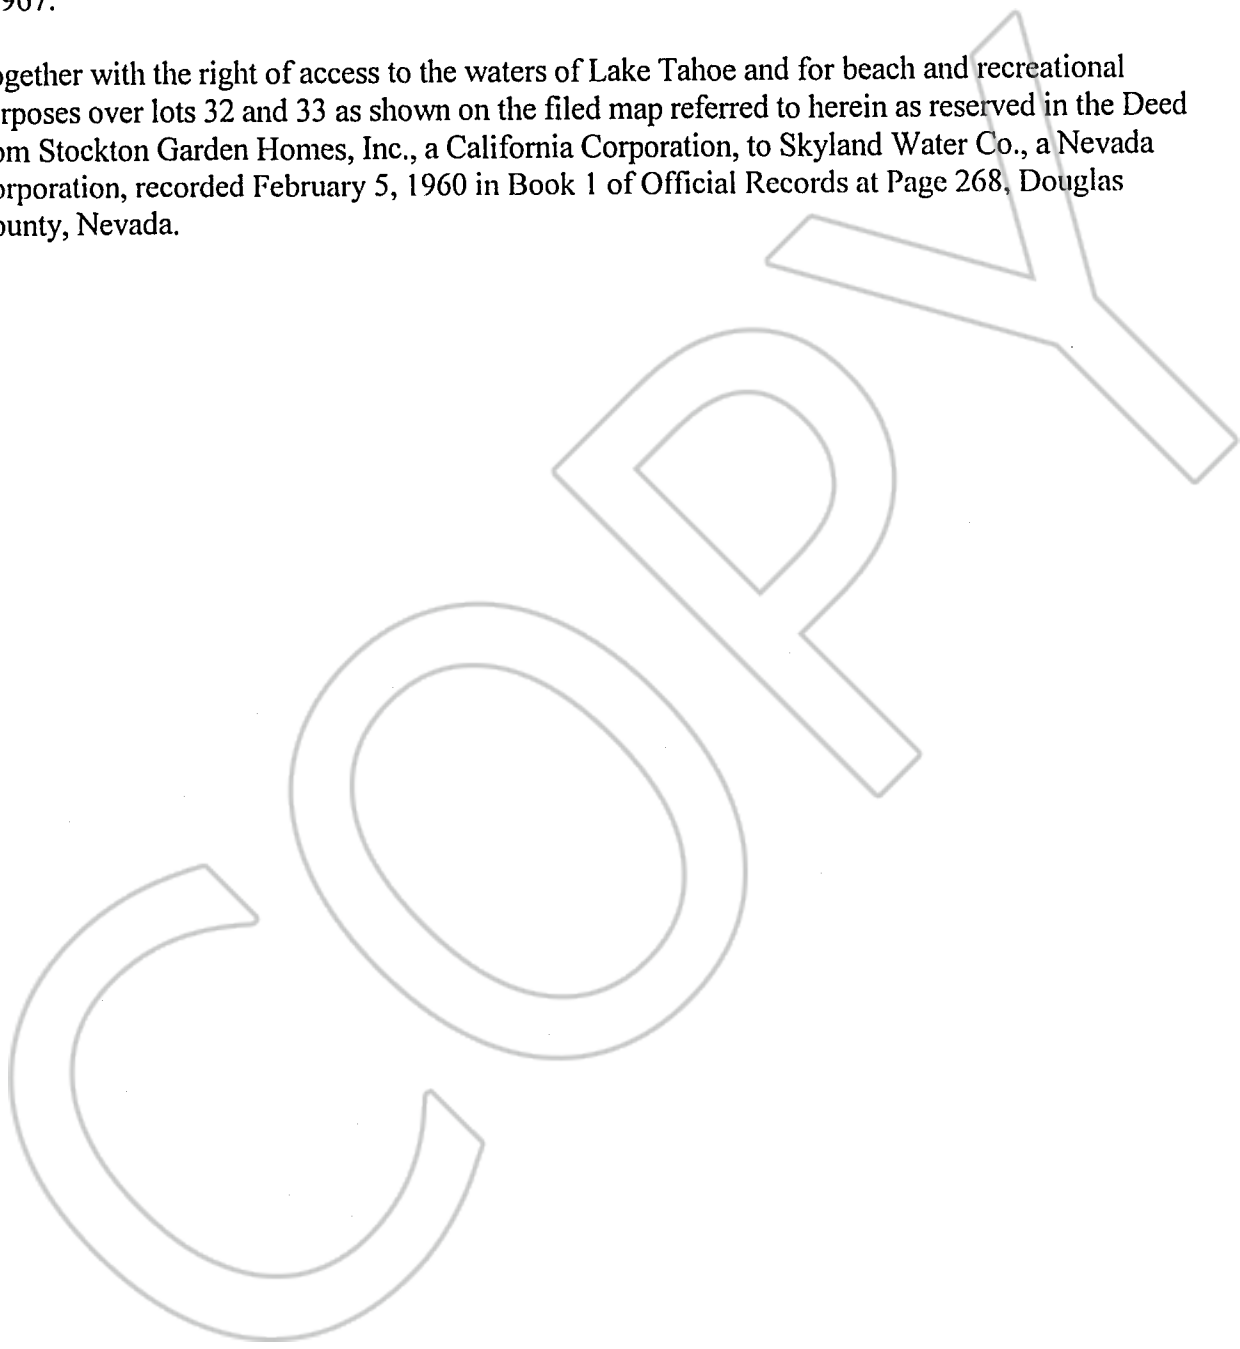 ogether with the right of access to the waters of Lake Tahoe and for beach and recreational
rposes over lots 32 and 33 as shown on the filed map referred to herein as reserved in the Deed
om Stockton Garden Homes, Inc., a California Corporation, to Skyland Water Co., a Nevada
orporation, recorded February 5, 1960 in Book 1 of Official Records at Page 268, Douglas
ounty, Nevada.
COPY